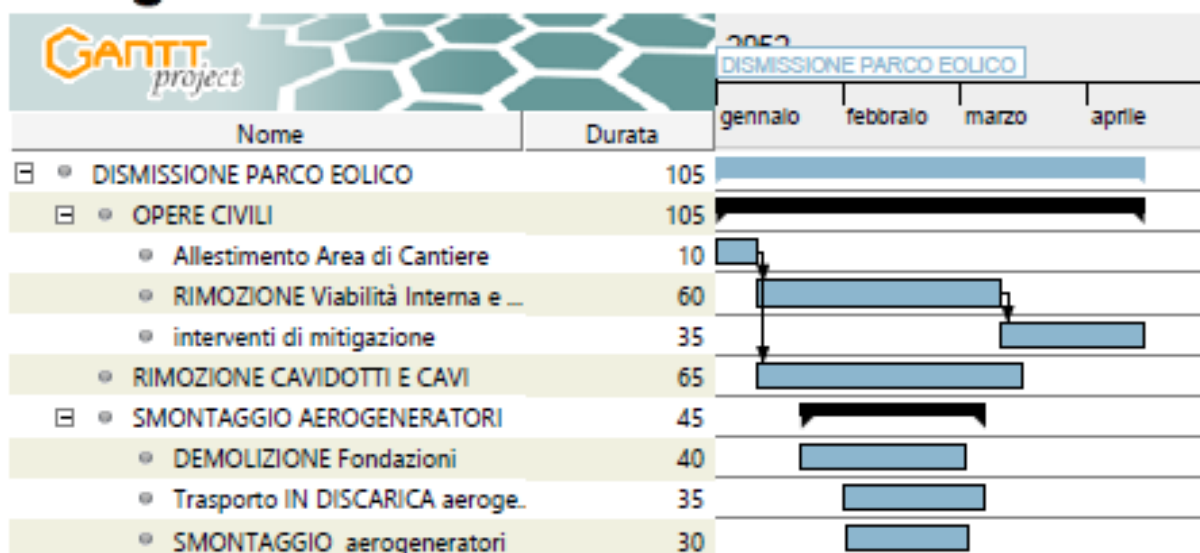 GANTT
project
DISMISSIONE PARCO EOLICO
gennaio febbraio marzo aprile
Nome Durata
DISMISSIONE PARCO EOLICO 105
OPERE CIVILI 105
Allestimento Area di Cantiere 10
RIMOZIONE Viabilità Interna e ... 60
interventi di mitigazione 35
RIMOZIONE CAVIDOTTI E CAVI 65
SMONTAGGIO AEROGENERATORI 45
DEMOLIZIONE Fondazioni 40
Trasporto IN DISCARICA aeroge.. 35
SMONTAGGIO aerogeneratori 30